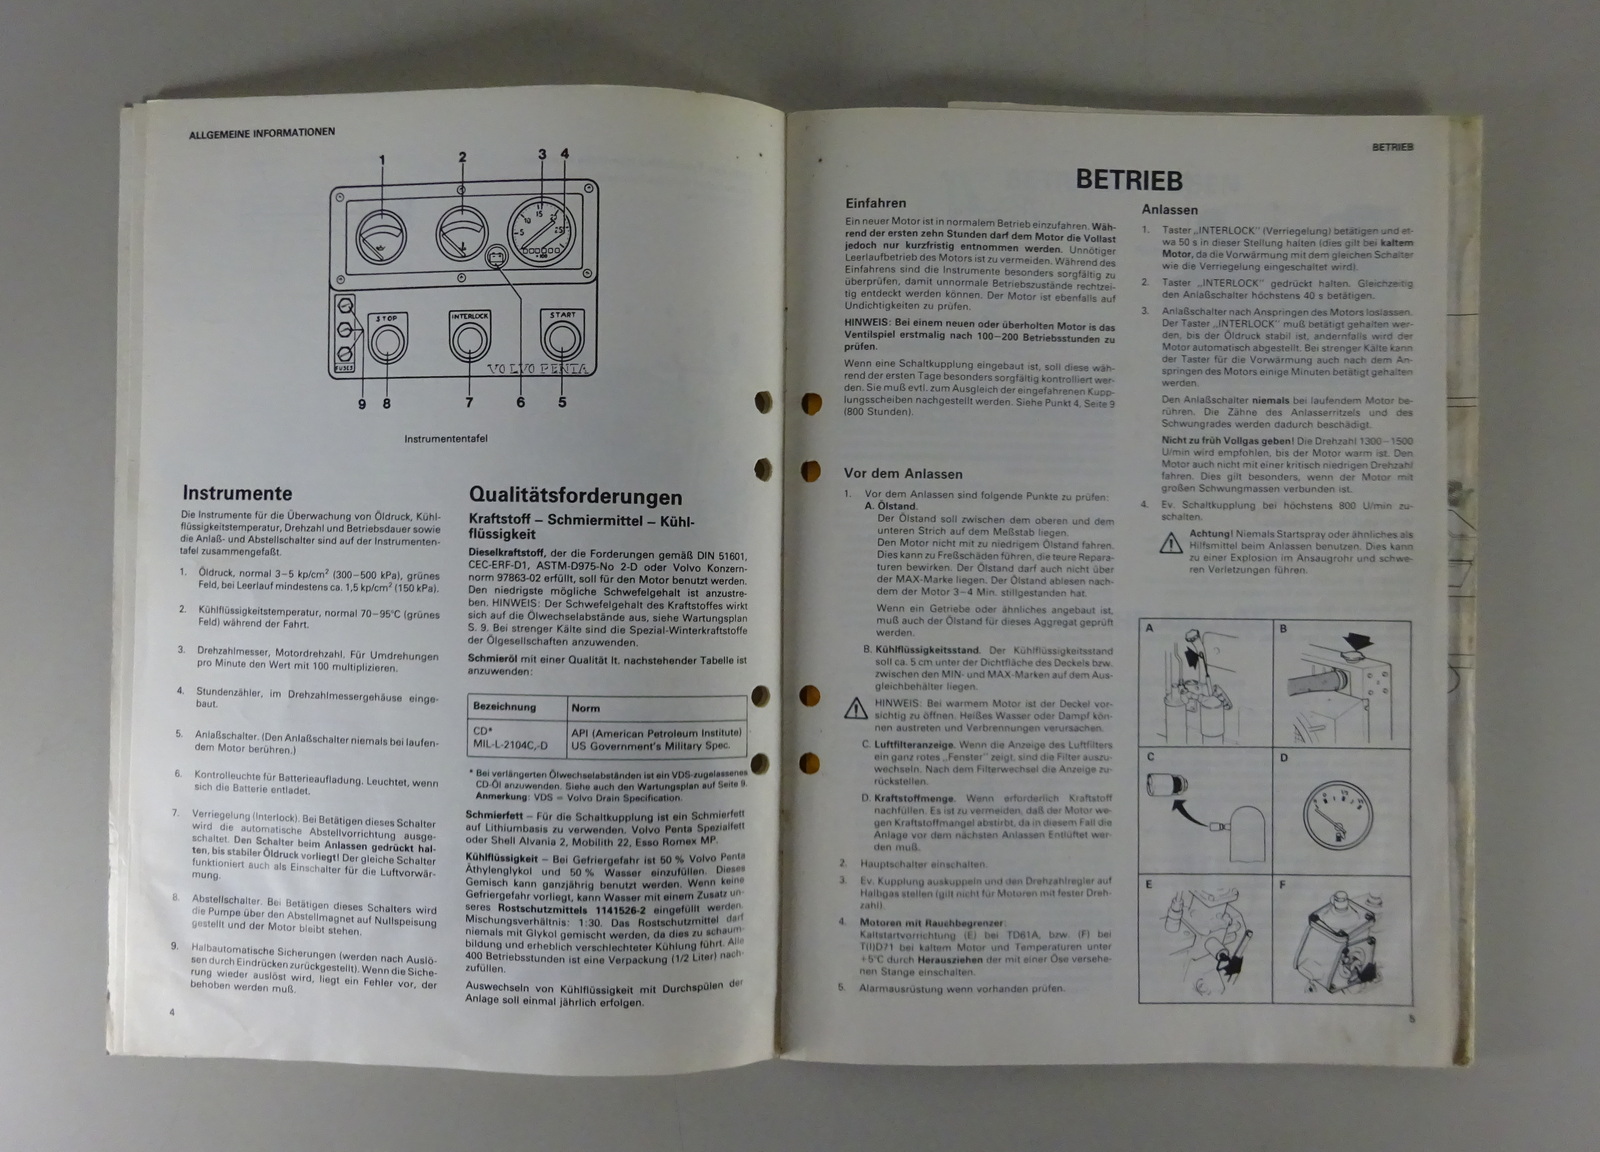 ALLGEMEINE INFORMATIONEN
1 2 3 4
5 10 15 20 25
×100
STOP INTERLOCK START
FUSES
VOLVO PENTA
9 8 7 6 5
Instrumententafel
Instrumente
Die Instrumente für die Überwachung von Öldruck, Kühl-
flüssigkeitstemperatur, Drehzahl und Betriebsdauer sowie
die Anlaß- und Abstellschalter sind auf der Instrumenten-
tafel zusammengefaßt.
1. Öldruck, normal 3–5 kp/cm² (300–500 kPa), grünes
Feld, bei Leerlauf mindestens ca. 1,5 kp/cm² (150 kPa).
2. Kühlflüssigkeitstemperatur, normal 70–95°C (grünes
Feld) während der Fahrt.
3. Drehzahlmesser, Motordrehzahl. Für Umdrehungen
pro Minute den Wert mit 100 multiplizieren.
4. Stundenzähler, im Drehzahlmessergehäuse einge-
baut.
5. Anlaßschalter. (Den Anlaßschalter niemals bei laufen-
dem Motor berühren.)
6. Kontrolleuchte für Batterieaufladung. Leuchtet, wenn
sich die Batterie entladet.
7. Verriegelung (Interlock). Bei Betätigen dieses Schalter
wird die automatische Abstellvorrichtung ausge-
schaltet. Den Schalter beim Anlassen gedrückt hal-
ten, bis stabiler Öldruck vorliegt! Der gleiche Schalter
funktioniert auch als Einschalter für die Luftvorwär-
mung.
8. Abstellschalter. Bei Betätigen dieses Schalters wird
die Pumpe über den Abstellmagnet auf Nullspeisung
gestellt und der Motor bleibt stehen.
9. Halbautomatische Sicherungen (werden nach Auslö-
sen durch Eindrücken zurückgestellt). Wenn die Siche-
rung wieder auslöst wird, liegt ein Fehler vor, der
behoben werden muß.
4
Qualitätsforderungen
Kraftstoff – Schmiermittel – Kühl-
flüssigkeit
Dieselkraftstoff, der die Forderungen gemäß DIN 51601,
CEC-ERF-D1, ASTM-D975-No 2-D oder Volvo Konzern-
norm 97863-02 erfüllt, soll für den Motor benutzt werden.
Den niedrigste mögliche Schwefelgehalt ist anzustre-
ben. HINWEIS: Der Schwefelgehalt des Kraftstoffes wirkt
sich auf die Ölwechselabstände aus, siehe Wartungsplan
S. 9. Bei strenger Kälte sind die Spezial-Winterkraftstoffe
der Ölgesellschaften anzuwenden.
Schmieröl mit einer Qualität lt. nachstehender Tabelle ist
anzuwenden:
Bezeichnung Norm
CD* API (American Petroleum Institute)
MIL-L-2104C,-D US Government's Military Spec.
* Bei verlängerten Ölwechselabständen ist ein VDS-zugelassenes
CD-Öl anzuwenden. Siehe auch den Wartungsplan auf Seite 9.
Anmerkung: VDS = Volvo Drain Specification.
Schmierfett – Für die Schaltkupplung ist ein Schmierfett
auf Lithiumbasis zu verwenden. Volvo Penta Spezialfett
oder Shell Alvania 2, Mobilith 22, Esso Romex MP.
Kühlflüssigkeit – Bei Gefriergefahr ist 50 % Volvo Penta
Äthylenglykol und 50 % Wasser einzufüllen. Dieses
Gemisch kann ganzjährig benutzt werden. Wenn keine
Gefriergefahr vorliegt, kann Wasser mit einem Zusatz un-
seres Rostschutzmittels 1141526-2 eingefüllt werden.
Mischungsverhältnis: 1:30. Das Rostschutzmittel darf
niemals mit Glykol gemischt werden, da dies zu schaum-
bildung und erheblich verschlechteter Kühlung führt. Alle
400 Betriebsstunden ist eine Verpackung (1/2 Liter) nach-
zufüllen.
Auswechseln von Kühlflüssigkeit mit Durchspülen der
Anlage soll einmal jährlich erfolgen.
BETRIEB
BETRIEB
Einfahren
Ein neuer Motor ist in normalem Betrieb einzufahren. Wäh-
rend der ersten zehn Stunden darf dem Motor die Vollast
jedoch nur kurzfristig entnommen werden. Unnötiger
Leerlaufbetrieb des Motors ist zu vermeiden. Während des
Einfahrens sind die Instrumente besonders sorgfältig zu
überprüfen, damit unnormale Betriebszustände rechtzei-
tig entdeckt werden können. Der Motor ist ebenfalls auf
Undichtigkeiten zu prüfen.
HINWEIS: Bei einem neuen oder überholten Motor is das
Ventilspiel erstmalig nach 100–200 Betriebsstunden zu
prüfen.
Wenn eine Schaltkupplung eingebaut ist, soll diese wäh-
rend der ersten Tage besonders sorgfältig kontrolliert wer-
den. Sie muß evtl. zum Ausgleich der eingefahrenen Kupp-
lungsscheiben nachgestellt werden. Siehe Punkt 4, Seite 9
(800 Stunden).
Vor dem Anlassen
1. Vor dem Anlassen sind folgende Punkte zu prüfen:
A. Ölstand.
Der Ölstand soll zwischen dem oberen und dem
unteren Strich auf dem Meßstab liegen.
Den Motor nicht mit zu niedrigem Ölstand fahren.
Dies kann zu Freßschäden führen, die teure Repara-
turen bewirken. Der Ölstand darf auch nicht über
der MAX-Marke liegen. Der Ölstand ablesen nach-
dem der Motor 3–4 Min. stillgestanden hat.
Wenn ein Getriebe oder ähnliches angebaut ist,
muß auch der Ölstand für dieses Aggregat geprüft
werden.
B. Kühlflüssigkeitsstand. Der Kühlflüssigkeitsstand
soll ca. 5 cm unter der Dichtfläche des Deckels bzw.
zwischen den MIN- und MAX-Marken auf dem Aus-
gleichbehälter liegen.
HINWEIS: Bei warmem Motor ist der Deckel vor-
sichtig zu öffnen. Heißes Wasser oder Dampf kön-
nen austreten und Verbrennungen verursachen.
C. Luftfilteranzeige. Wenn die Anzeige des Luftfilters
ein ganz rotes „Fenster" zeigt, sind die Filter auszu-
wechseln. Nach dem Filterwechsel die Anzeige zu-
rückstellen.
D. Kraftstoffmenge. Wenn erforderlich Kraftstoff
nachfüllen. Es ist zu vermeiden, daß der Motor we-
gen Kraftstoffmangel abstirbt, da in diesem Fall die
Anlage vor dem nächsten Anlassen Entlüftet wer-
den muß.
2. Hauptschalter einschalten.
3. Ev. Kupplung auskuppeln und den Drehzahlregler auf
Halbgas stellen (gilt nicht für Motoren mit fester Dreh-
zahl).
4. Motoren mit Rauchbegrenzer:
Kaltstartvorrichtung (E) bei TD61A, bzw. (F) bei
T(I)D71 bei kaltem Motor und Temperaturen unter
+5°C durch Herausziehen der mit einer Öse versehe-
nen Stange einschalten.
5. Alarmausrüstung wenn vorhanden prüfen.
Anlassen
1. Taster „INTERLOCK" (Verriegelung) betätigen und et-
wa 50 s in dieser Stellung halten (dies gilt bei kaltem
Motor, da die Vorwärmung mit dem gleichen Schalter
wie die Verriegelung eingeschaltet wird).
2. Taster „INTERLOCK" gedrückt halten. Gleichzeitig
den Anlaßschalter höchstens 40 s betätigen.
3. Anlaßschalter nach Anspringen des Motors loslassen.
Der Taster „INTERLOCK" muß betätigt gehalten wer-
den, bis der Öldruck stabil ist, andernfalls wird der
Motor automatisch abgestellt. Bei strenger Kälte kann
der Taster für die Vorwärmung auch nach dem An-
springen des Motors einige Minuten betätigt gehalten
werden.
Den Anlaßschalter niemals bei laufendem Motor be-
rühren. Die Zähne des Anlasserritzels und des
Schwungrades werden dadurch beschädigt.
Nicht zu früh Vollgas geben! Die Drehzahl 1300–1500
U/min wird empfohlen, bis der Motor warm ist. Den
Motor auch nicht mit einer kritisch niedrigen Drehzahl
fahren. Dies gilt besonders, wenn der Motor mit
großen Schwungmassen verbunden ist.
4. Ev. Schaltkupplung bei höchstens 800 U/min zu-
schalten.
Achtung! Niemals Startspray oder ähnliches als
Hilfsmittel beim Anlassen benutzen. Dies kann
zu einer Explosion im Ansaugrohr und schwe-
ren Verletzungen führen.
A B
C D
E F
5